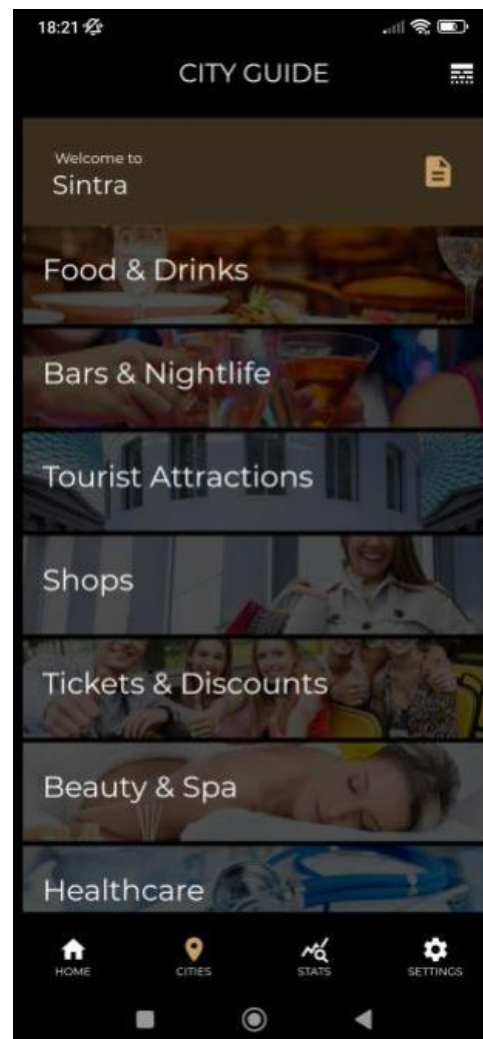 18:21
CITY GUIDE
Welcome to
Sintra
Food & Drinks
Bars & Nightlife
Tourist Attractions
Shops
Tickets & Discounts
Beauty & Spa
Healthcare
HOME CITIES STATS SETTINGS